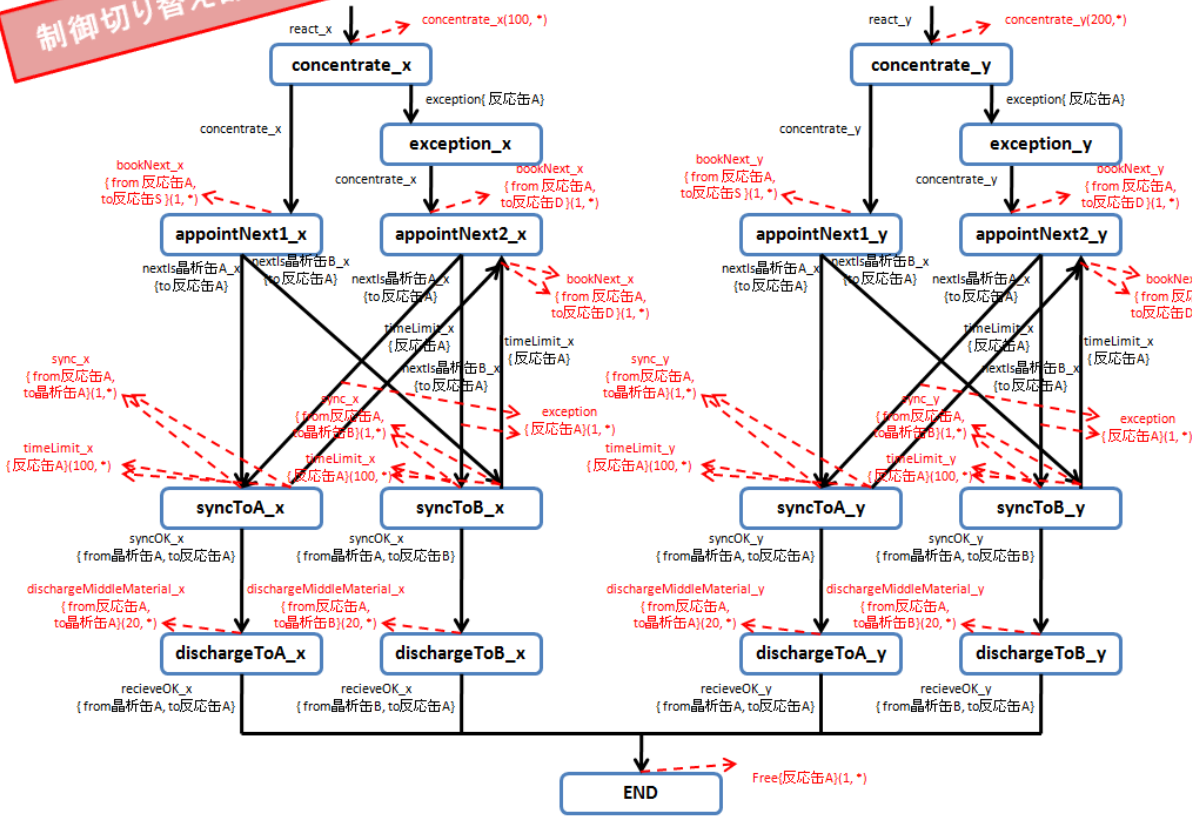 制御切り替え
react_x
concentrate_x(100, *)
concentrate_x
exception{ 反応缶A}
concentrate_x
exception_x
bookNext_x
{ from 反応缶A,
to反応缶S }(1, *)
concentrate_x
bookNext_x
{ from 反応缶A,
to反応缶D }(1, *)
appointNext1_x
appointNext2_x
nextIs晶析缶A_x
{to反応缶A}
nextIs晶析缶B_x
{to反応缶A}
nextIs晶析缶A_x
{to反応缶A}
bookNext_x
{ from 反応缶A,
to反応缶D }(1, *)
timeLimit_x
{反応缶A}
timeLimit_x
{反応缶A}
nextIs晶析缶B_x
{to反応缶A}
sync_x
{ from反応缶A,
to晶析缶A}(1,*)
sync_x
{from反応缶A,
to晶析缶B}(1,*)
exception
{反応缶A}(1, *)
timeLimit_x
{反応缶A}(100, *)
timeLimit_x
{反応缶A}(100, *)
syncToA_x
syncToB_x
syncOK_x
{ from晶析缶A, to反応缶A}
syncOK_x
{ from晶析缶A, to反応缶B}
dischargeMiddleMaterial_x
{ from反応缶A,
to晶析缶A}(20, *)
dischargeMiddleMaterial_x
{ from反応缶A,
to晶析缶B}(20, *)
dischargeToA_x
dischargeToB_x
recieveOK_x
{ from晶析缶A, to反応缶A}
recieveOK_x
{ from晶析缶B, to反応缶A}
react_y
concentrate_y(200,*)
concentrate_y
exception{ 反応缶A}
concentrate_y
exception_y
bookNext_y
{ from 反応缶A,
to反応缶S }(1, *)
concentrate_y
bookNext_y
{ from 反応缶A,
to反応缶D }(1, *)
appointNext1_y
appointNext2_y
nextIs晶析缶A_x
{to反応缶A}
nextIs晶析缶B_x
{to反応缶A}
nextIs晶析缶A_x
{to反応缶A}
bookNex
{ from 反応
to反応缶D
timeLimit_x
{反応缶A}
timeLimit_x
{反応缶A}
nextIs晶析缶B_x
{to反応缶A}
sync_y
{ from反応缶A,
to晶析缶A}(1,*)
sync_y
{from反応缶A,
to晶析缶B}(1,*)
exception
{反応缶A}(1, *)
timeLimit_y
{反応缶A}(100, *)
timeLimit_y
{反応缶A}(100, *)
syncToA_y
syncToB_y
syncOK_y
{ from晶析缶A, to反応缶A}
syncOK_y
{ from晶析缶A, to反応缶B}
dischargeMiddleMaterial_y
{ from反応缶A,
to晶析缶A}(20, *)
dischargeMiddleMaterial_y
{ from反応缶A,
to晶析缶B}(20, *)
dischargeToA_y
dischargeToB_y
recieveOK_y
{ from晶析缶A, to反応缶A}
recieveOK_y
{ from晶析缶B, to反応缶A}
Free{反応缶A}(1, *)
END